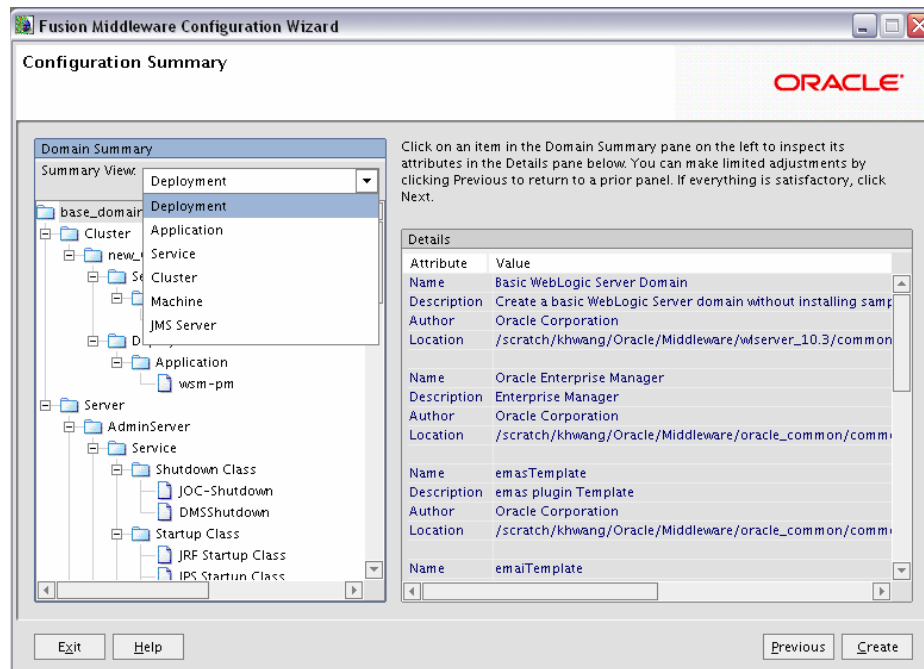 Fusion Middleware Configuration Wizard
Configuration Summary
ORACLE
Domain Summary
Summary View:
Deployment
Deployment
Application
Service
Cluster
Machine
JMS Server
base_domain
Cluster
new_
Se
D
Application
wsm-pm
Server
AdminServer
Service
Shutdown Class
JOC-Shutdown
DMSShutdown
Startup Class
JRF Startup Class
JPS Startup Class
Click on an item in the Domain Summary pane on the left to inspect its
attributes in the Details pane below. You can make limited adjustments by
clicking Previous to return to a prior panel. If everything is satisfactory, click
Next.
Details
Attribute Value
Name Basic WebLogic Server Domain
Description Create a basic WebLogic Server domain without installing samp
Author Oracle Corporation
Location /scratch/khwang/Oracle/Middleware/wlserver_10.3/common
Name Oracle Enterprise Manager
Description Enterprise Manager
Author Oracle Corporation
Location /scratch/khwang/Oracle/Middleware/oracle_common/comm
Name emasTemplate
Description emas plugin Template
Author Oracle Corporation
Location /scratch/khwang/Oracle/Middleware/oracle_common/comm
Name emaiTemplate
Exit
Help
Previous
Create